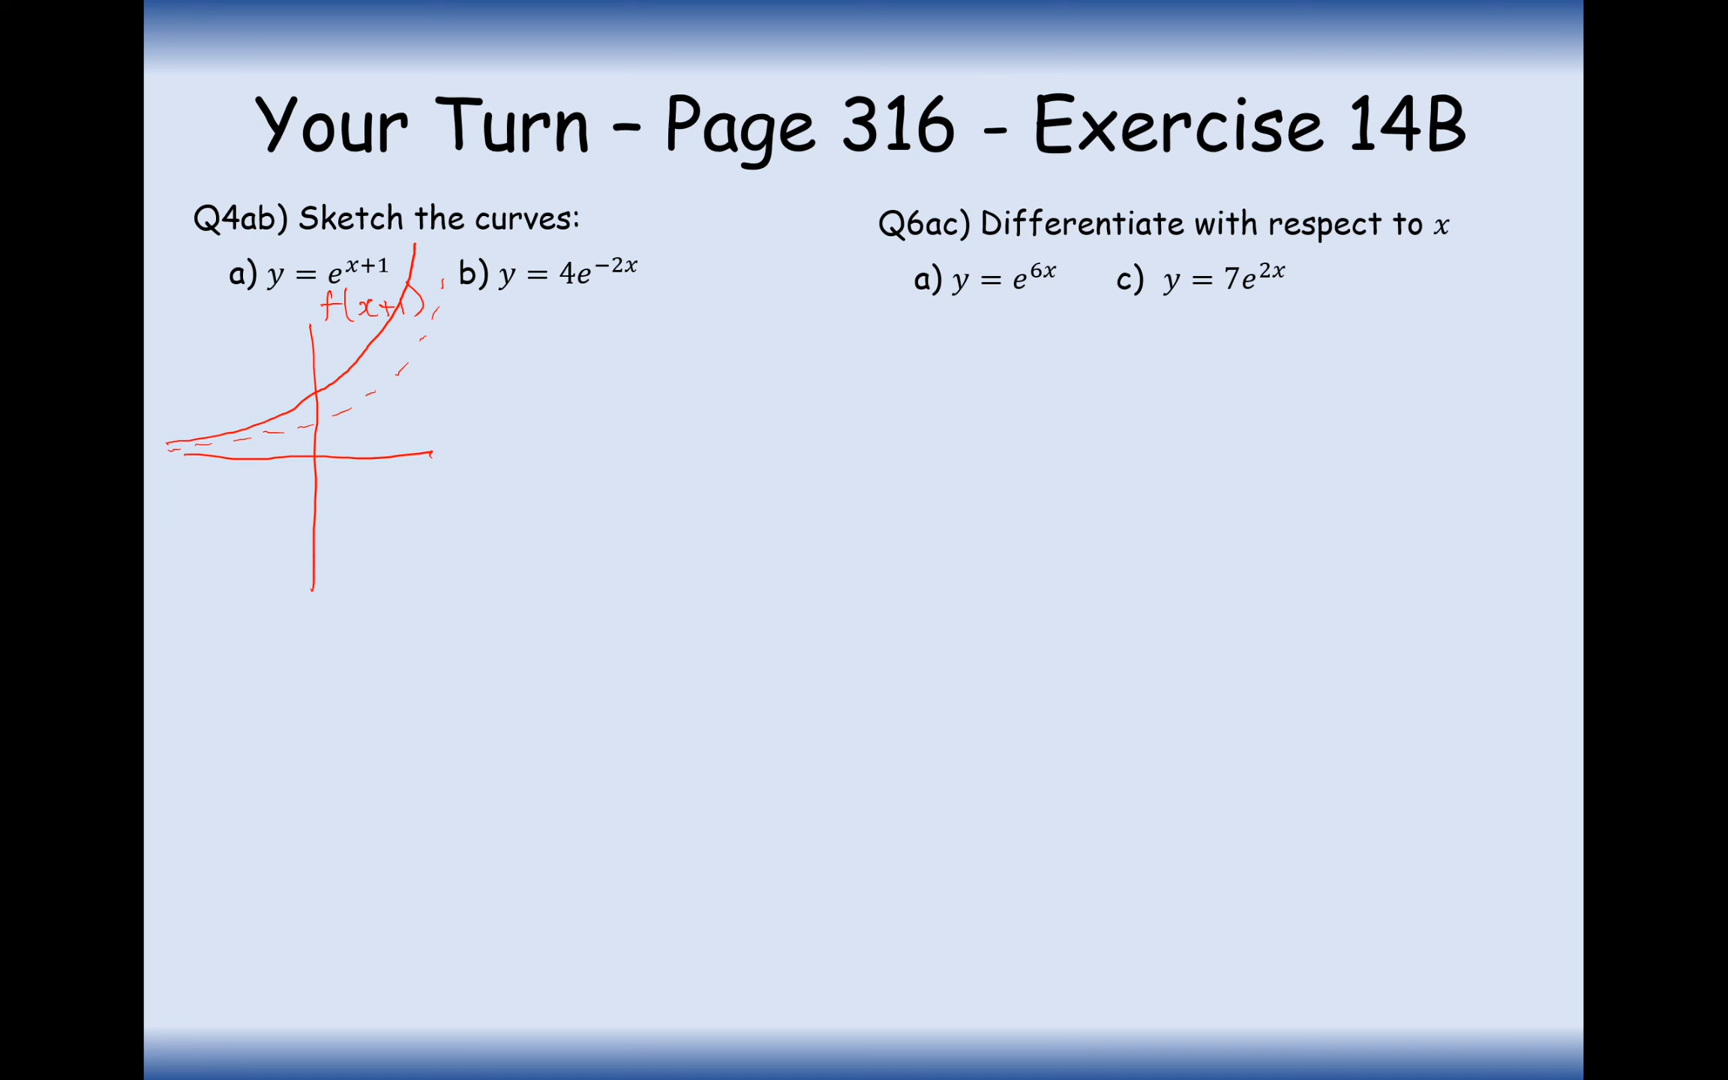 Your Turn – Page 316 - Exercise 14B
Q4ab) Sketch the curves:
a) y = e^{x+1} b) y = 4e^{−2x}
f(x+1)
Q6ac) Differentiate with respect to x
a) y = e^{6x} c) y = 7e^{2x}